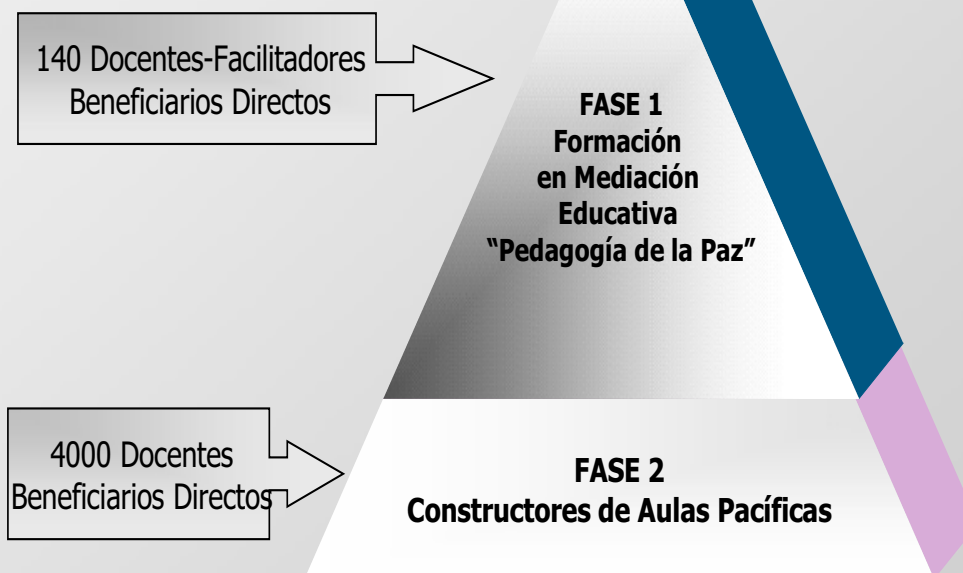 140 Docentes-Facilitadores
Beneficiarios Directos
FASE 1
Formación
en Mediación
Educativa
“Pedagogía de la Paz”
4000 Docentes
Beneficiarios Directos
FASE 2
Constructores de Aulas Pacíficas